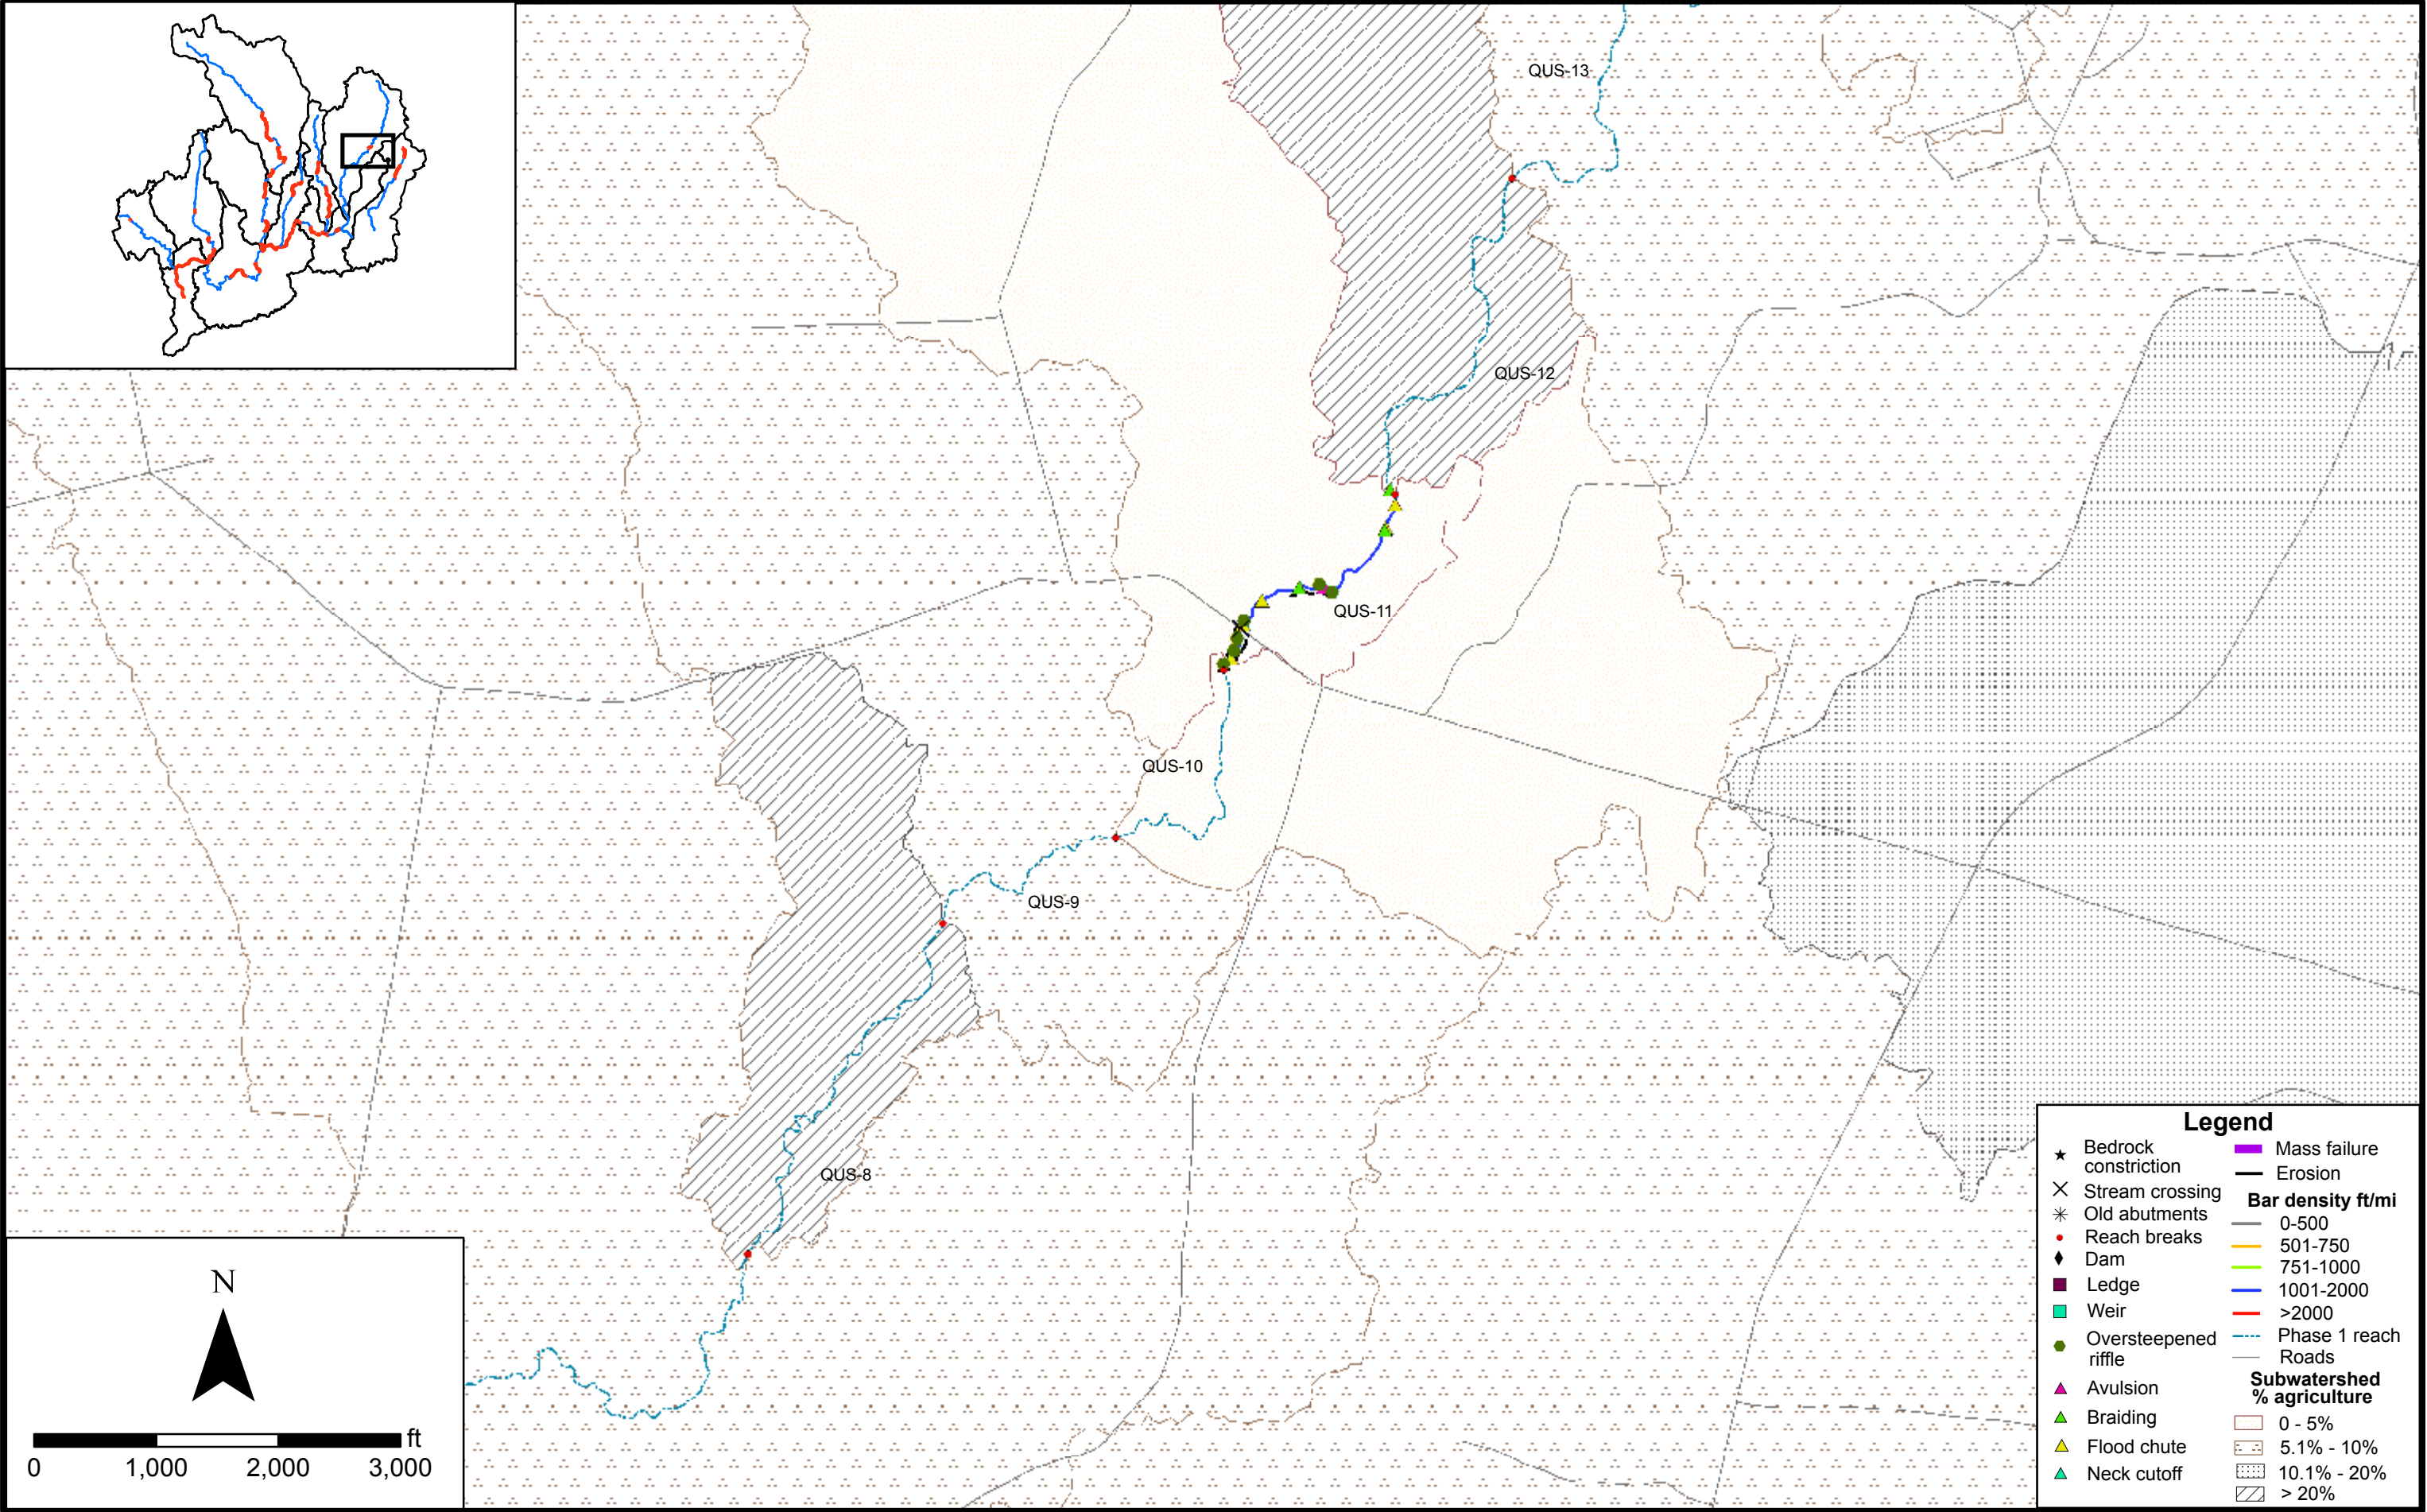 QUS-13
QUS-12
QUS-11
QUS-10
QUS-9
QUS-8
N
ft
0 1,000 2,000 3,000
Legend
Bedrock
constriction
Stream crossing
Old abutments
Reach breaks
Dam
Ledge
Weir
Oversteepened
riffle
Avulsion
Braiding
Flood chute
Neck cutoff
Mass failure
Erosion
Bar density ft/mi
0-500
501-750
751-1000
1001-2000
>2000
Phase 1 reach
Roads
Subwatershed
% agriculture
0 - 5%
5.1% - 10%
10.1% - 20%
> 20%